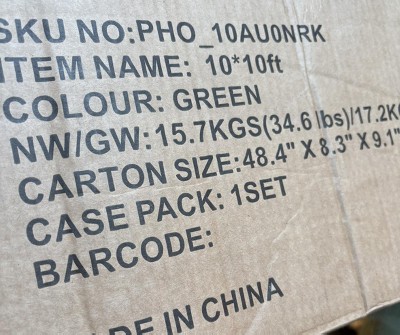 SKU NO:PHO_10AU0NRK
ITEM NAME: 10*10ft
COLOUR: GREEN
NW/GW:15.7KGS(34.6 lbs)/17.2K
CARTON SIZE:48.4" X 8.3" X 9.1"
CASE PACK: 1SET
BARCODE:
MADE IN CHINA